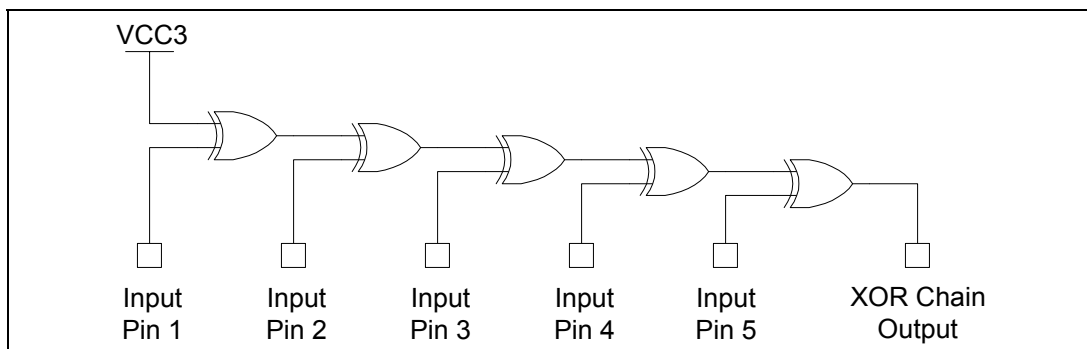 VCC3
Input
Pin 1
Input
Pin 2
Input
Pin 3
Input
Pin 4
Input
Pin 5
XOR Chain
Output